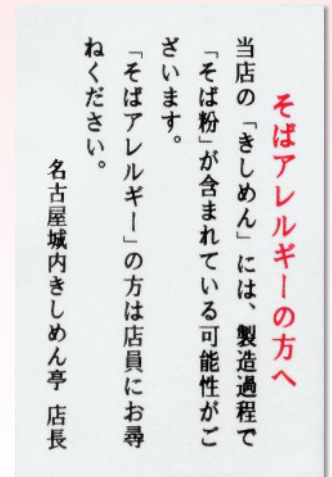 そばアレルギーの方へ
当店の「きしめん」には、製造過程で
「そば粉」が含まれている可能性がご
ざいます。
「そばアレルギー」の方は店員にお尋
ねください。
名古屋城内きしめん亭 店長